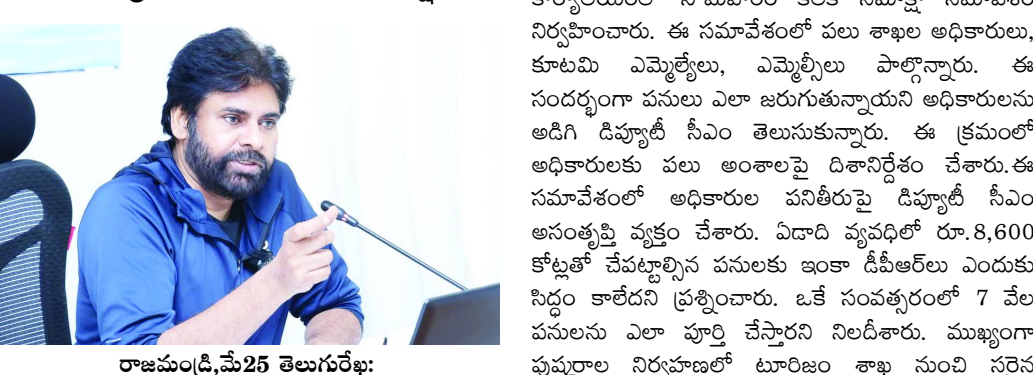 రాజమండ్రి,మే25 తెలుగురేఖ:
నిర్వహించారు. ఈ సమావేశంలో పలు శాఖల అధికారులు,
కూటమి ఎమ్మెల్యేలు, ఎమ్మెల్సీలు పాల్గొన్నారు. ఈ
సందర్భంగా పనులు ఎలా జరుగుతున్నాయని అధికారులను
అడిగి డిప్యూటీ సీఎం తెలుసుకున్నారు. ఈ క్రమంలో
అధికారులకు పలు అంశాలపై దిశానిర్దేశం చేశారు.ఈ
సమావేశంలో అధికారుల పనితీరుపై డిప్యూటీ సీఎం
అసంతృప్తి వ్యక్తం చేశారు. ఏడాది వ్యవధిలో రూ.8,600
కోట్లతో చేపట్టాల్సిన పనులకు ఇంకా డీపీఆర్‌లు ఎందుకు
సిద్ధం కాలేదని ప్రశ్నించారు. ఒకే సంవత్సరంలో 7 వేల
పనులను ఎలా పూర్తి చేస్తారని నిలదీశారు. ముఖ్యంగా
పుష్కరాల నిర్వహణలో టూరిజం శాఖ నుంచి సరైన